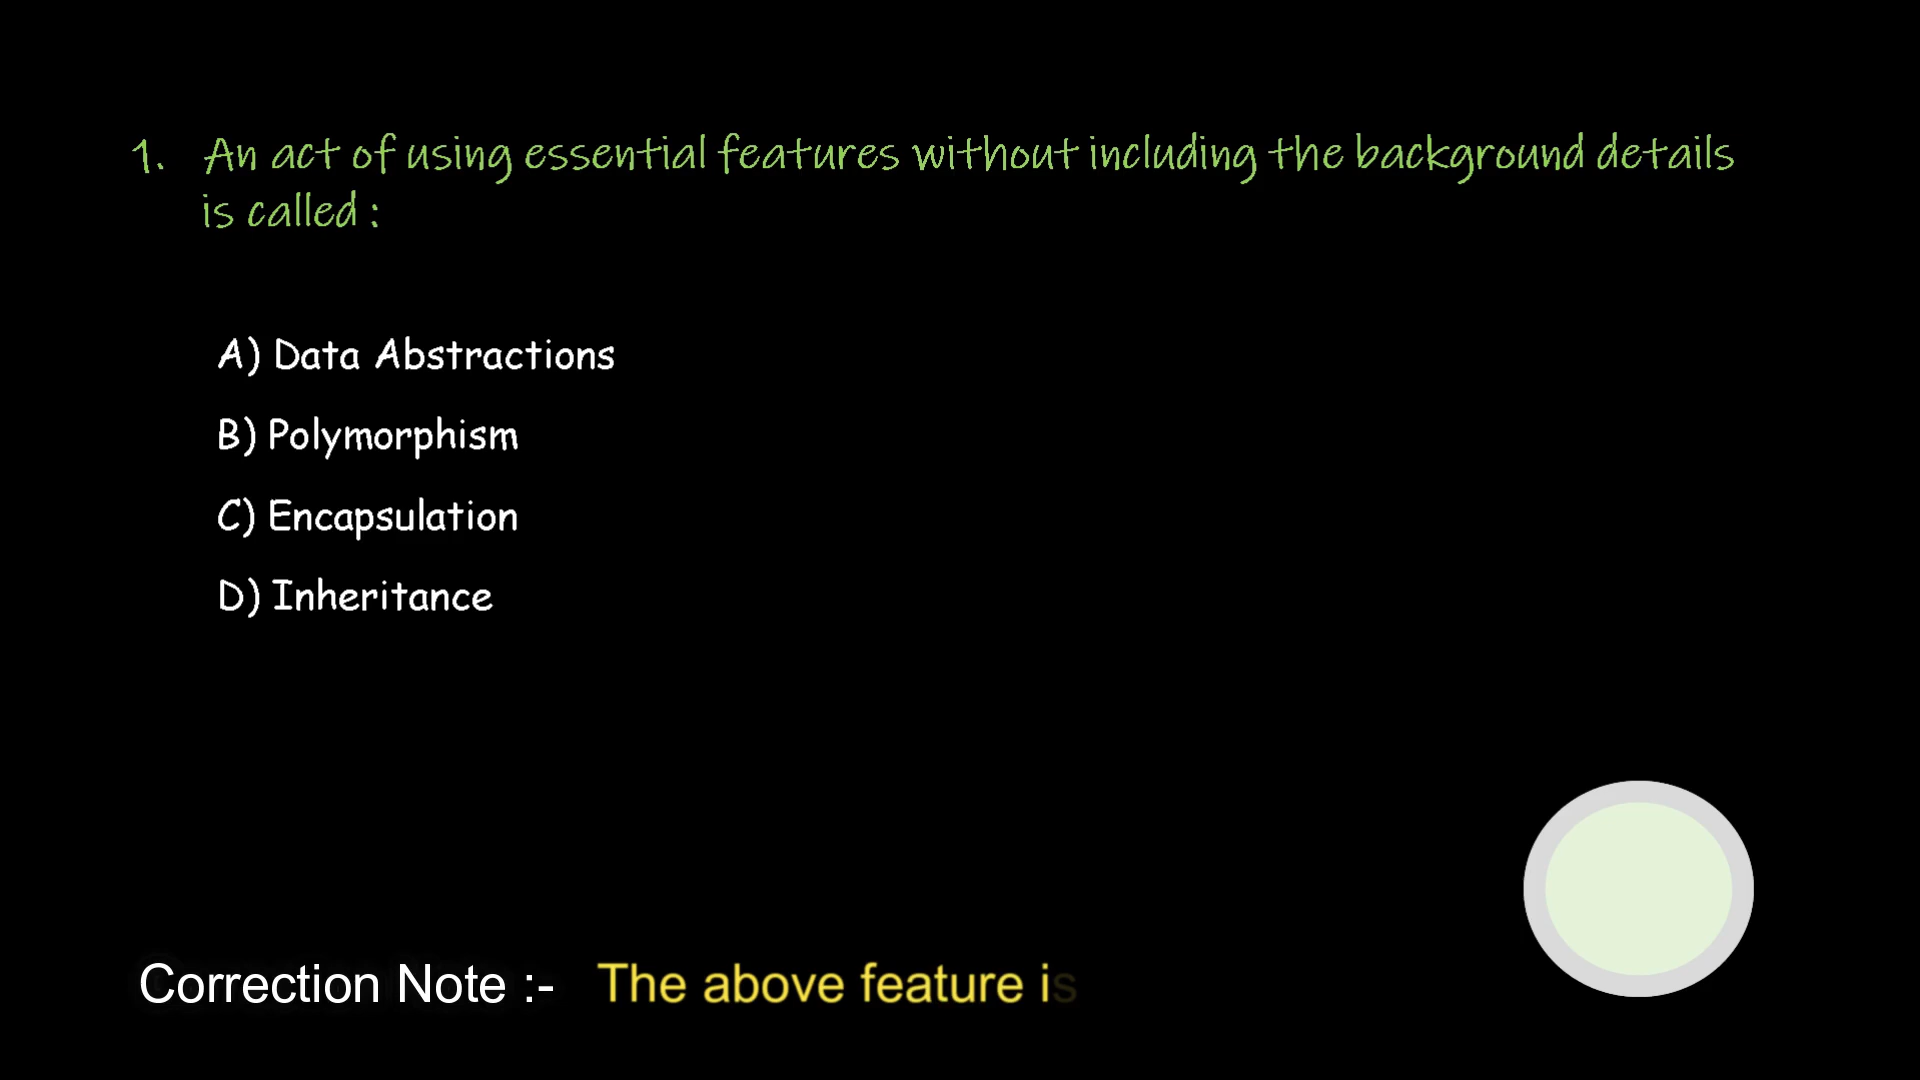 1. An act of using essential features without including the background details
is called :
A) Data Abstractions
B) Polymorphism
C) Encapsulation
D) Inheritance
Correction Note :- The above feature is